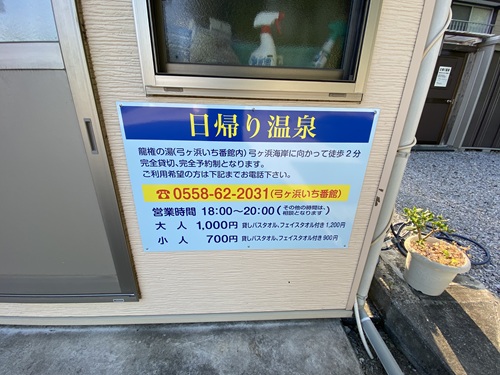 日帰り温泉
龍権の湯(弓ヶ浜いち番館内)弓ヶ浜海岸に向かって徒歩2分
完全貸切、完全予約制となります。
ご利用希望の方は下記までお電話下さい。
☎0558-62-2031(弓ヶ浜いち番館)
営業時間 18:00～20:00(その他の時間は、相談となります)
大 人 1,000円 貸しバスタオル、フェイスタオル付き1,200円
小 人 700円 貸しバスタオル、フェイスタオル付き900円